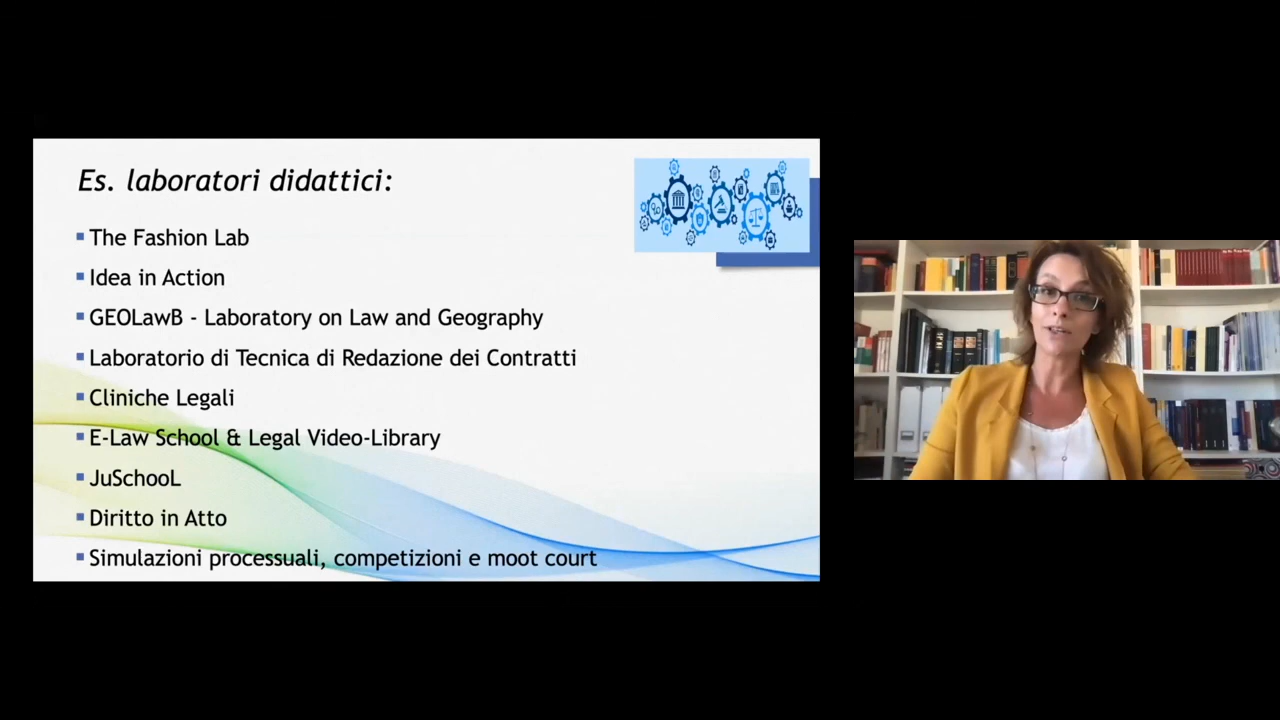 Es. laboratori didattici:
The Fashion Lab
Idea in Action
GEOLawB - Laboratory on Law and Geography
Laboratorio di Tecnica di Redazione dei Contratti
Cliniche Legali
E-Law School & Legal Video-Library
JuSchooL
Diritto in Atto
Simulazioni processuali, competizioni e moot court